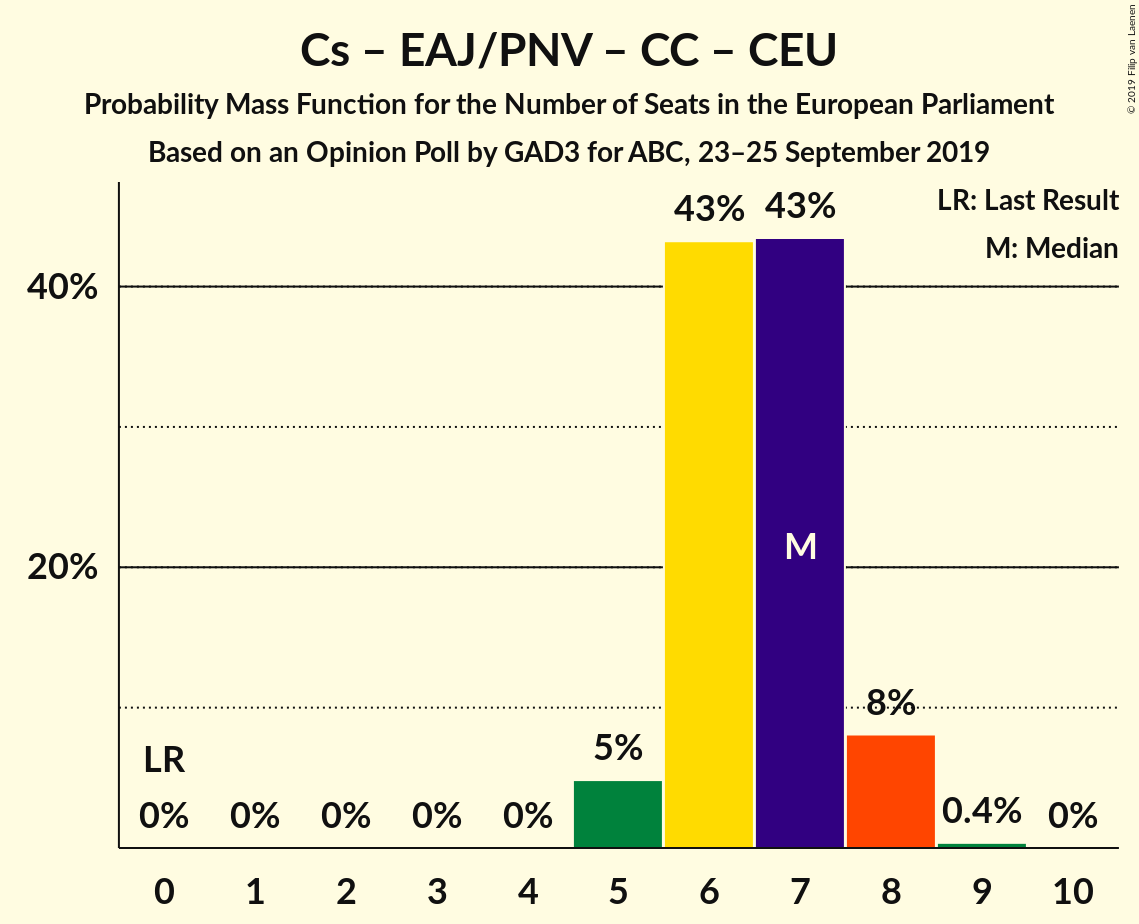 Cs – EAJ/PNV – CC – CEU
Probability Mass Function for the Number of Seats in the European Parliament
Based on an Opinion Poll by GAD3 for ABC, 23–25 September 2019
© 2019 Filip van Laenen
LR: Last Result
M: Median
43% 43%
40%
20%
M
8%
5%
LR
0% 0% 0% 0% 0% 0.4% 0%
0 1 2 3 4 5 6 7 8 9 10